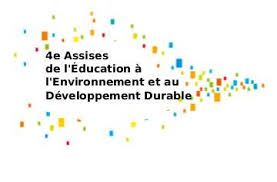 4e Assises
de l'Éducation à
l'Environnement et au
Développement Durable